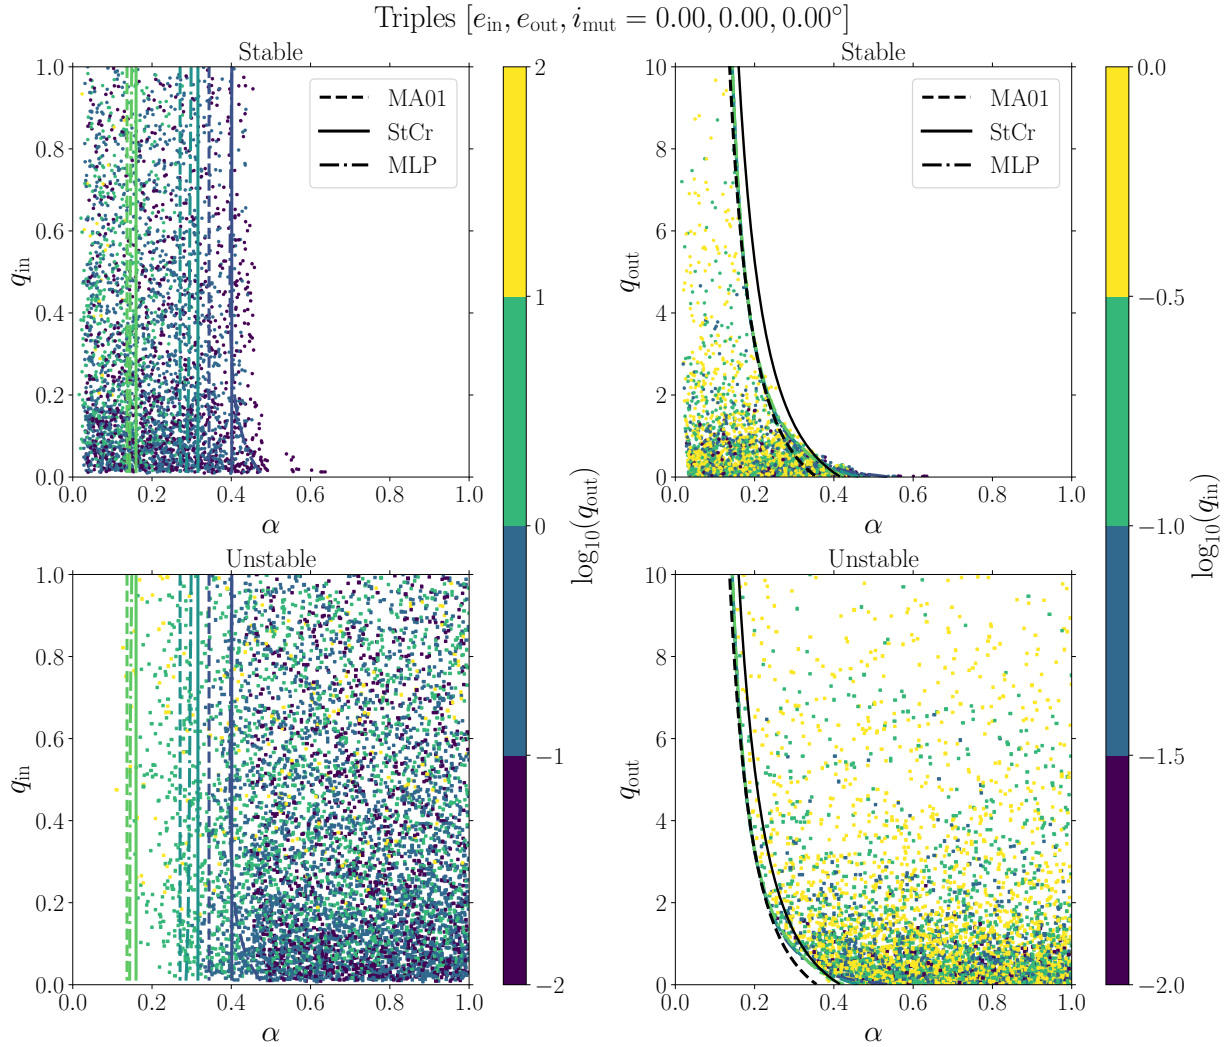 Triples [e_in, e_out, i_mut = 0.00, 0.00, 0.00°]
Stable
1.0
0.8
0.6
0.4
0.2
0.0
q_in
0.0 0.2 0.4 0.6 0.8 1.0
α
MA01
StCr
MLP
2
1
0
−1
−2
log₁₀(q_out)
Stable
10
8
6
4
2
0
q_out
0.0 0.2 0.4 0.6 0.8 1.0
α
MA01
StCr
MLP
0.0
−0.5
−1.0
−1.5
−2.0
log₁₀(q_in)
Unstable
1.0
0.8
0.6
0.4
0.2
0.0
q_in
0.0 0.2 0.4 0.6 0.8 1.0
α
Unstable
10
8
6
4
2
0
q_out
0.0 0.2 0.4 0.6 0.8 1.0
α